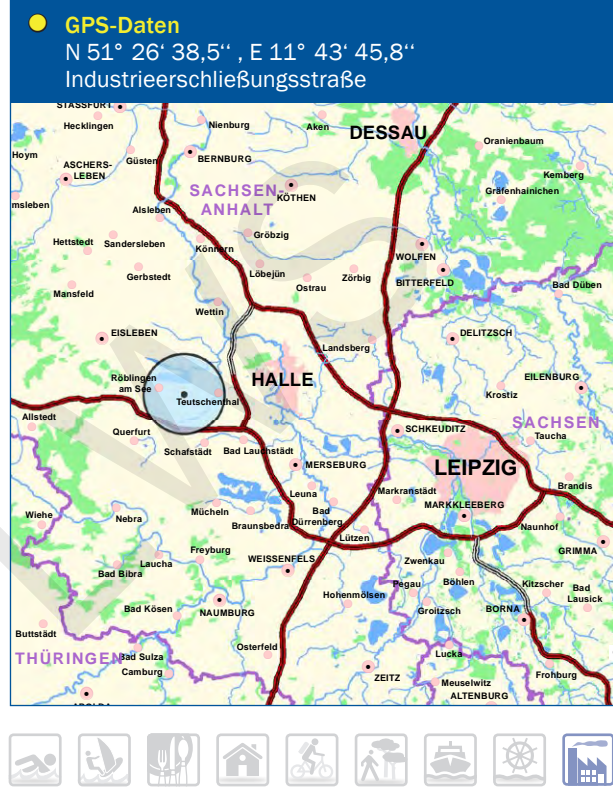 GPS-Daten
N 51° 26‘ 38,5‘‘ , E 11° 43‘ 45,8‘‘
Industrieerschließungsstraße
STASSFURT
Hecklingen
Nienburg
Aken
DESSAU
Oranienbaum
Hoym
Güsten
BERNBURG
ASCHERS-
LEBEN
Kemberg
Gräfenhainichen
SACHSEN-
ANHALT
KÖTHEN
msleben
Alsleben
Hettstedt
Sandersleben
Gröbzig
Könnern
WOLFEN
Gerbstedt
Löbejün
Zörbig
BITTERFELD
Ostrau
Bad Düben
Mansfeld
Wettin
EISLEBEN
DELITZSCH
Landsberg
Röblingen
am See
HALLE
EILENBURG
Krostiz
Teutschenthal
Allstedt
SACHSEN
Querfurt
SCHKEUDITZ
Taucha
Schafstädt
Bad Lauchstädt
MERSEBURG
LEIPZIG
Brandis
Leuna
Markranstädt
MARKKLEEBERG
Mücheln
Bad
Dürrenberg
Wiehe
Nebra
Braunsbedra
Naunhof
Lützen
GRIMMA
Freyburg
WEISSENFELS
Laucha
Bad Bibra
Zwenkau
Pegau
Böhlen
Kitzscher
Bad
Lausick
Hohenmölsen
Bad Kösen
NAUMBURG
Groitzsch
BORNA
Buttstädt
Osterfeld
Lucka
THÜRINGEN
Bad Sulza
Camburg
ZEITZ
Frohburg
Meuselwitz
ALTENBURG
APOLDA